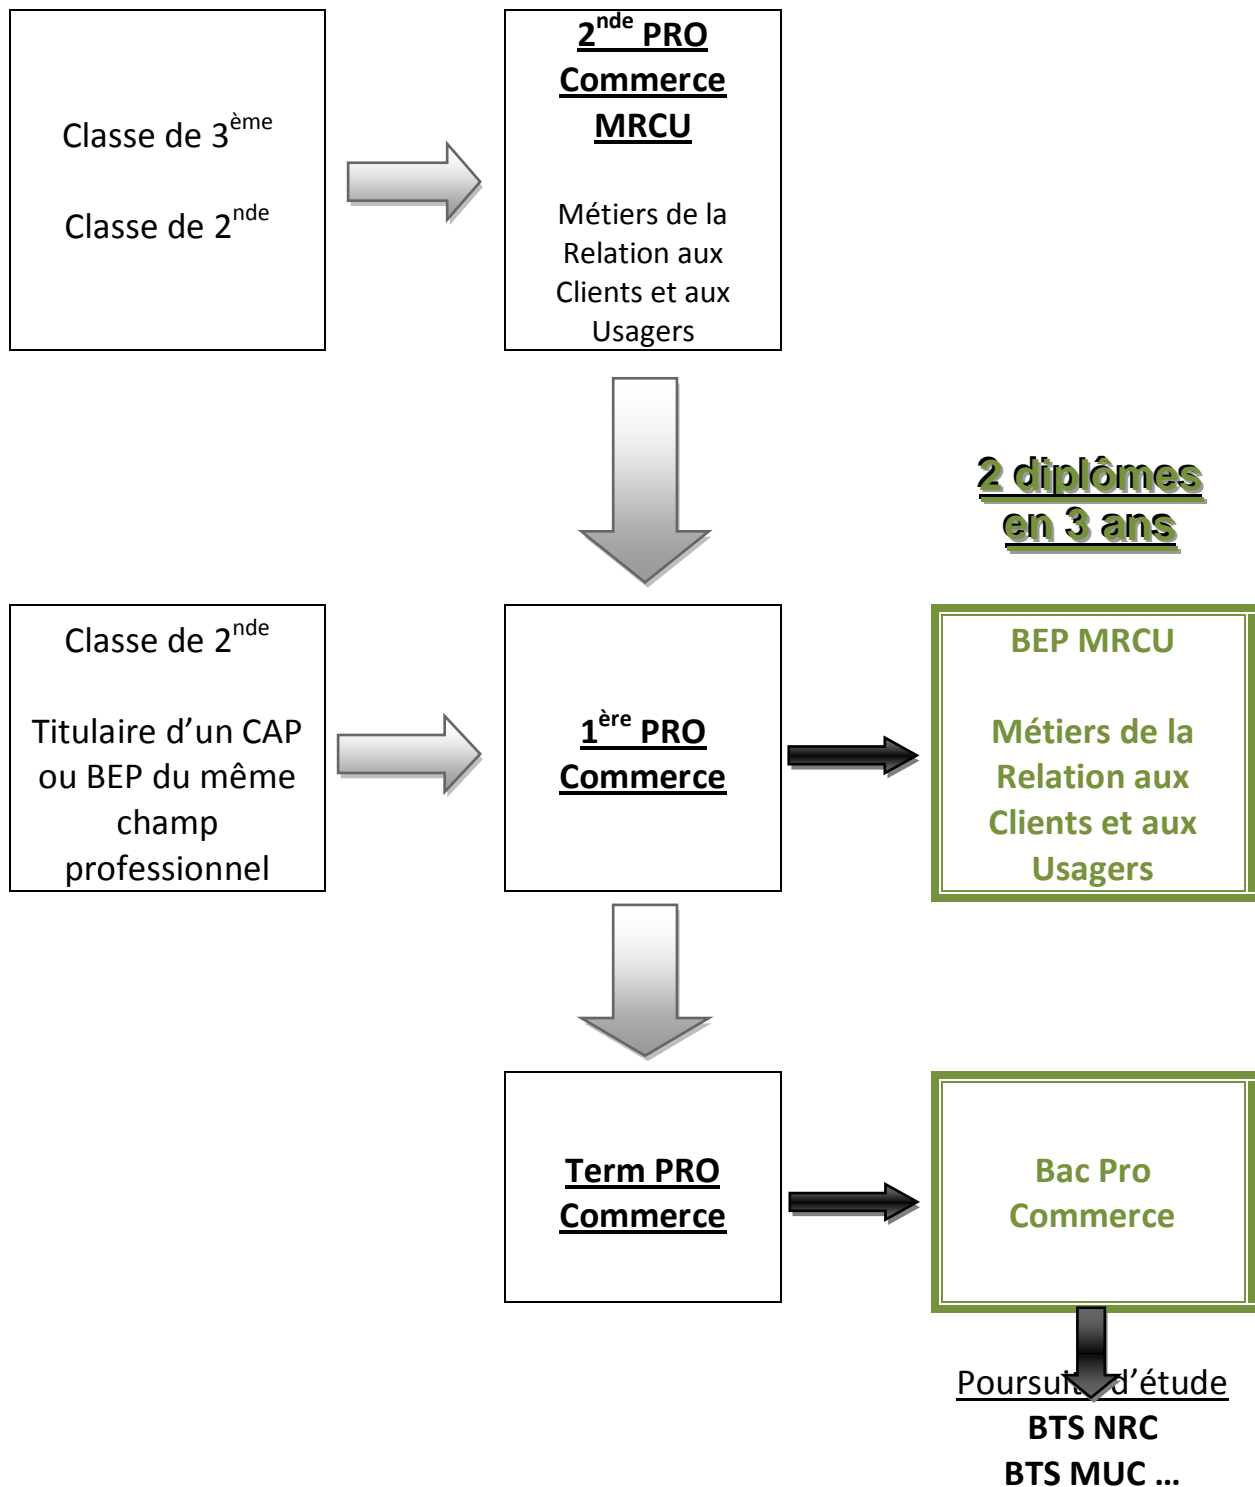 Classe de 3ème
Classe de 2nde
2nde PRO
Commerce
MRCU
Métiers de la
Relation aux
Clients et aux
Usagers
2 diplômes
en 3 ans
Classe de 2nde
Titulaire d’un CAP
ou BEP du même
champ
professionnel
1ère PRO
Commerce
BEP MRCU
Métiers de la
Relation aux
Clients et aux
Usagers
Term PRO
Commerce
Bac Pro
Commerce
Poursuite d’étude
BTS NRC
BTS MUC ...